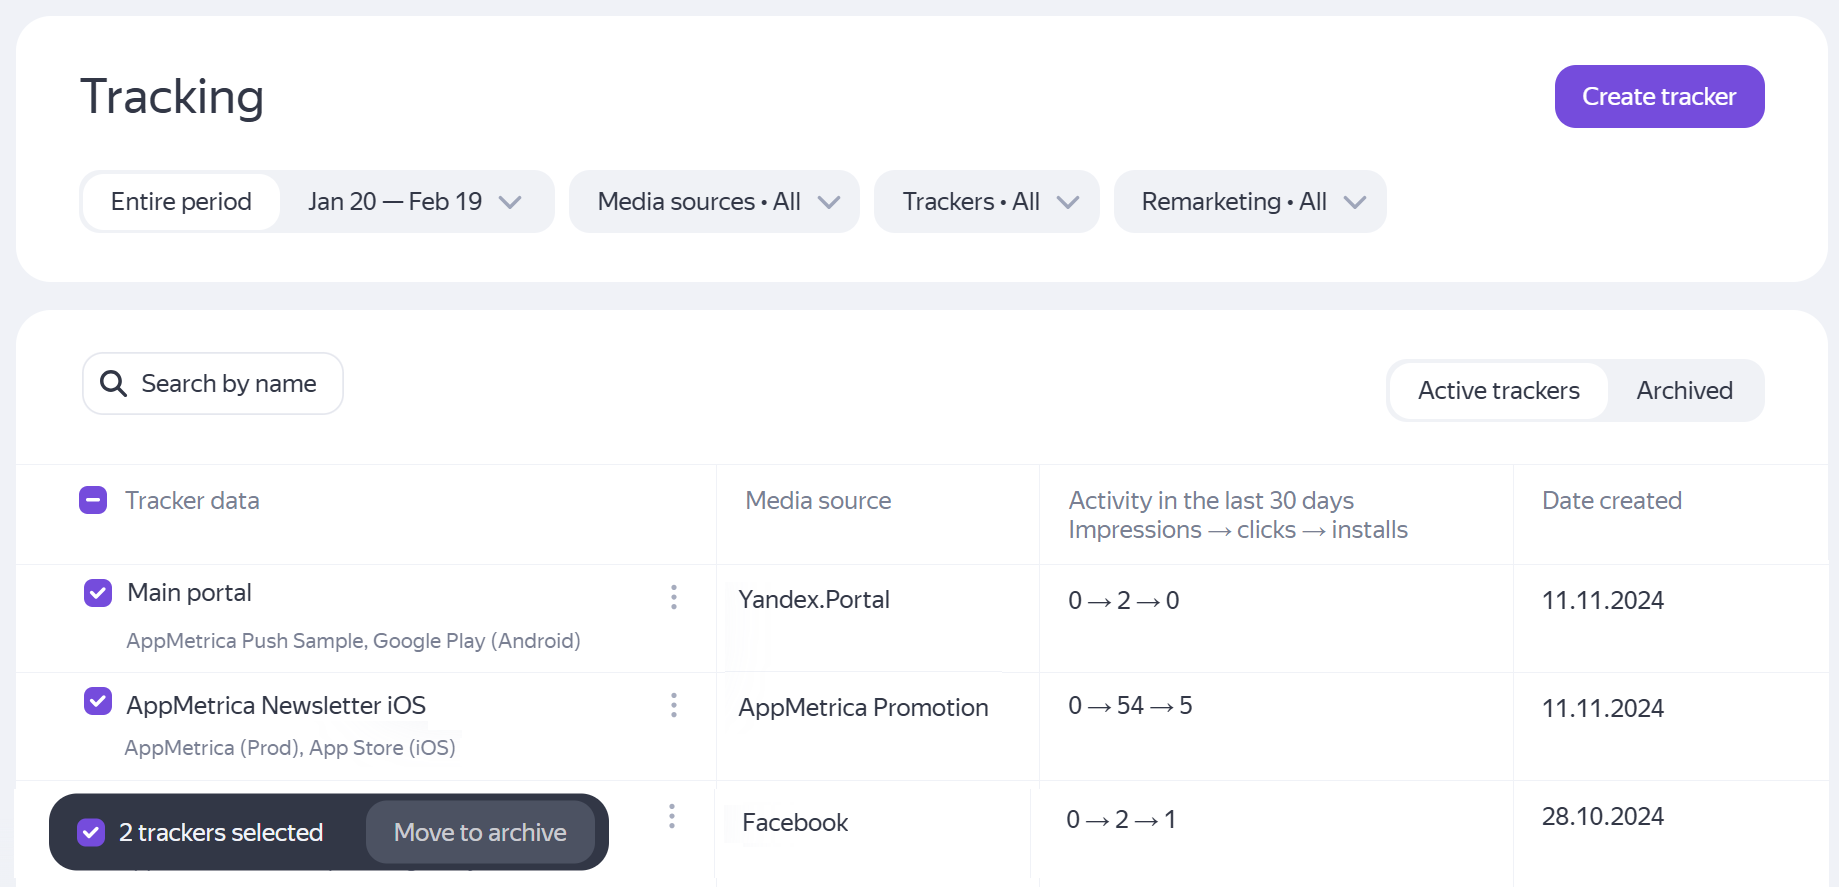 Tracking
Create tracker
Entire period
Jan 20 — Feb 19
Media sources • All
Trackers • All
Remarketing • All
Search by name
Active trackers
Archived
Tracker data
Media source
Activity in the last 30 days
Impressions → clicks → installs
Date created
Main portal
AppMetrica Push Sample, Google Play (Android)
Yandex.Portal
0 → 2 → 0
11.11.2024
AppMetrica Newsletter iOS
AppMetrica (Prod), App Store (iOS)
AppMetrica Promotion
0 → 54 → 5
11.11.2024
2 trackers selected
Move to archive
Facebook
0 → 2 → 1
28.10.2024